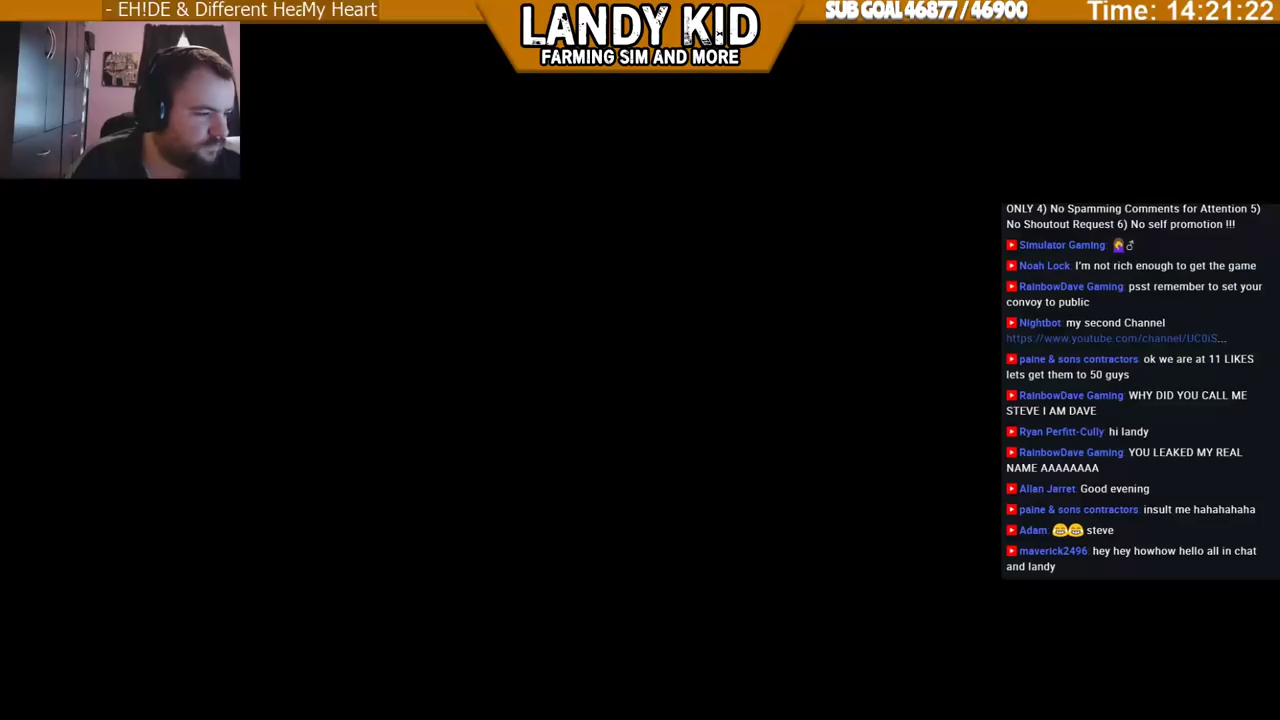 - EH!DE & Different HeaMy Heart
LANDY KID
FARMING SIM AND MORE
SUB GOAL 46877 / 46900
Time: 14:21:22
ONLY 4) No Spamming Comments for Attention 5)
No Shoutout Request 6) No self promotion !!!
Simulator Gaming: 🤦‍♂
Noah Lock: I'm not rich enough to get the game
RainbowDave Gaming: psst remember to set your
convoy to public
Nightbot: my second Channel
https://www.youtube.com/channel/UC0iS...
paine & sons contractors: ok we are at 11 LIKES
lets get them to 50 guys
RainbowDave Gaming: WHY DID YOU CALL ME
STEVE I AM DAVE
Ryan Perfitt-Cully: hi landy
RainbowDave Gaming: YOU LEAKED MY REAL
NAME AAAAAAAA
Allan Jarret: Good evening
paine & sons contractors: insult me hahahahaha
Adam: 😂😂 steve
maverick2496: hey hey howhow hello all in chat
and landy